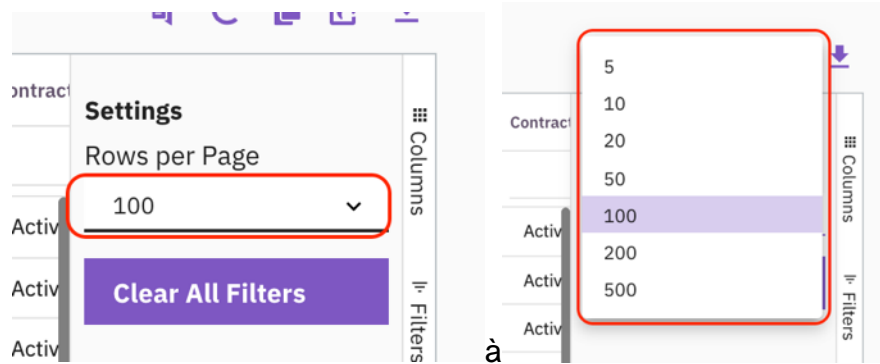 ontract
Settings
Rows per Page
100
Clear All Filters
Activ
Activ
Activ
Columns
Filters
à
Contract
5
10
20
50
100
200
500
Activ
Activ
Activ
Columns
Filters